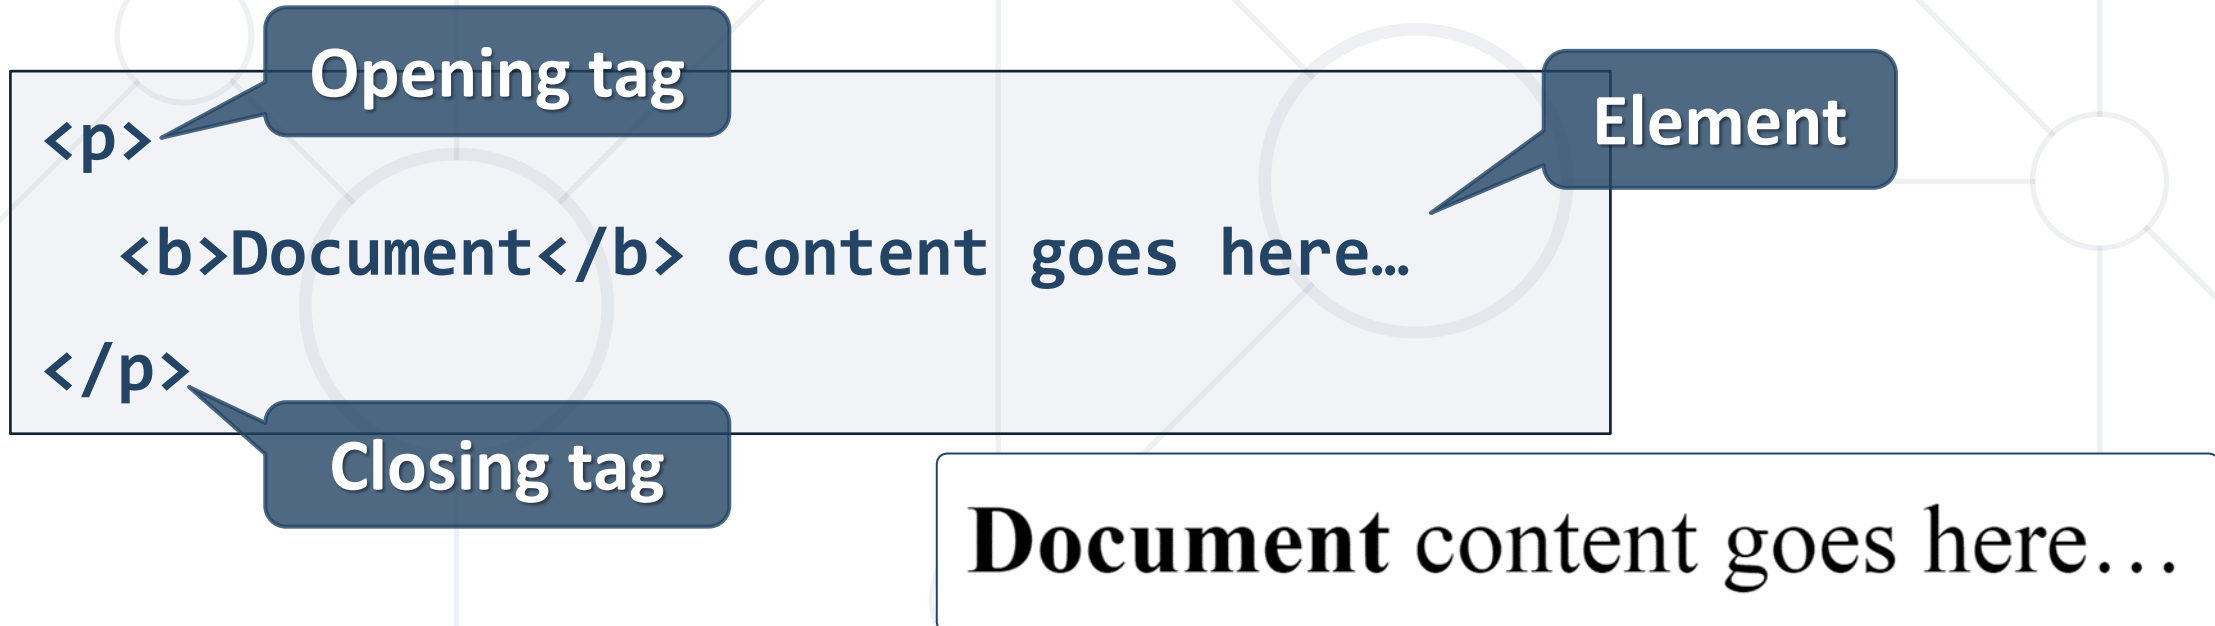 Opening tag
Element
<p>
<b>Document</b> content goes here…
</p>
Closing tag
Document content goes here…